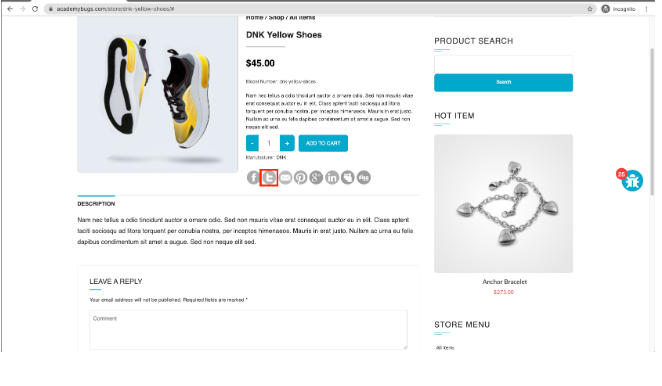 academybugs.com/store/dnk-yellow-shoes/#
Incognito
Home / Shop / All Items
DNK Yellow Shoes
$45.00
Model Number: dnk-yellow-shoes
Nam nec tellus a odio tincidunt auctor a ornare odio. Sed non mauris vitae
erat consequat auctor eu in elit. Class aptent taciti sociosqu ad litora
torquent per conubia nostra, per inceptos himenaeos. Mauris in erat justo.
Nullam ac urna eu felis dapibus condimentum sit amet a augue. Sed non
neque elit sed.
- 1 + ADD TO CART
Manufacturer: DNK
DESCRIPTION
Nam nec tellus a odio tincidunt auctor a ornare odio. Sed non mauris vitae erat consequat auctor eu in elit. Class aptent
taciti sociosqu ad litora torquent per conubia nostra, per inceptos himenaeos. Mauris in erat justo. Nullam ac urna eu felis
dapibus condimentum sit amet a augue. Sed non neque elit sed.
LEAVE A REPLY
Your email address will not be published. Required fields are marked *
Comment
PRODUCT SEARCH
Search
HOT ITEM
Anchor Bracelet
$273.00
STORE MENU
All Items
25